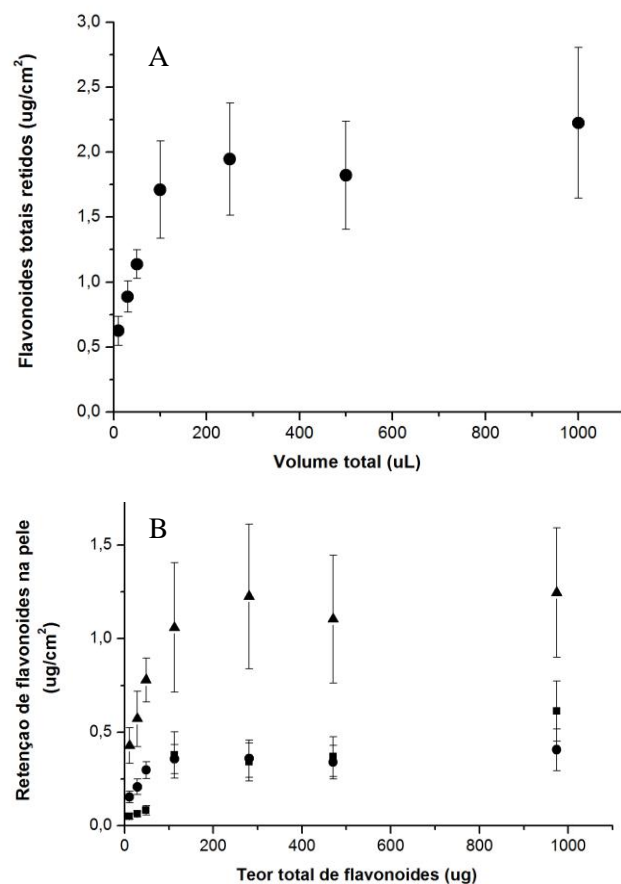 A
3,0
2,5
2,0
1,5
1,0
0,5
0,0
Flavonoides totais retidos (ug/cm²)
0 200 400 600 800 1000
Volume total (uL)
B
1,5
1,0
0,5
0,0
Retençao de flavonoides na pele
(ug/cm²)
0 200 400 600 800 1000
Teor total de flavonoides (ug)